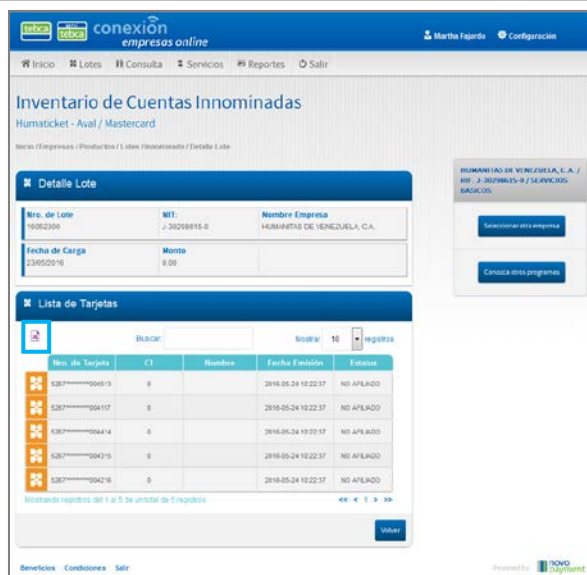 tebca tebca conexión
empresas online
Martha Fajardo Configuración
Inicio Lotes Consulta Servicios Reportes Salir
Inventario de Cuentas Innominadas
Humaticket - Aval / Mastercard
Inicio / Empresas / Productos / Lotes / Innominada / Detalle Lote
HUMANITAS DE VENEZUELA, C.A. /
RIF: J-30298615-0 / SERVICIOS
BASICOS
Seleccionar otra empresa
Conozca otros programas
Detalle Lote
Nro. de Lote NIT: Nombre Empresa
16052309 J-30298615-0 HUMANITAS DE VENEZUELA, C.A.
Fecha de Carga Monto
23/05/2016 0.00
Lista de Tarjetas
Buscar: Mostrar 10 registros
Nro. de Tarjeta CI Nombre Fecha Emisión Estatus
5267********004513 0 2016-05-24 10:22:37 NO AFILIADO
5267********004117 0 2016-05-24 10:22:37 NO AFILIADO
5267********004414 0 2016-05-24 10:22:37 NO AFILIADO
5267********004315 0 2016-05-24 10:22:37 NO AFILIADO
5267********004216 0 2016-05-24 10:22:37 NO AFILIADO
Mostrando registros del 1 al 5 de un total de 5 registros << < 1 > >>
Volver
Beneficios Condiciones Salir
Powered by novo payment